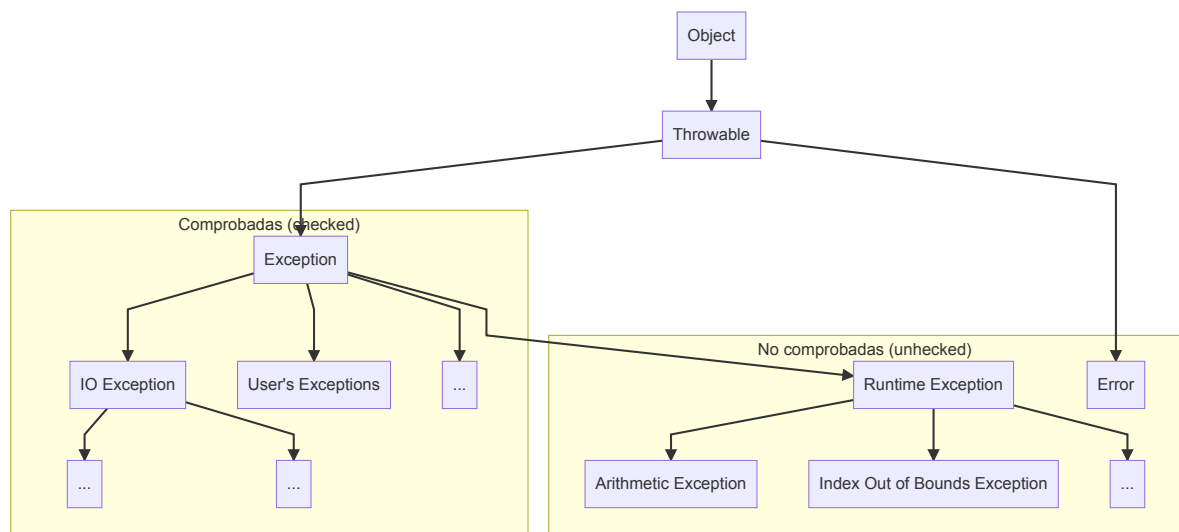 Object
Throwable
Comprobadas (checked)
Exception
No comprobadas (unhecked)
IO Exception
User's Exceptions
...
Runtime Exception
Error
...
...
Arithmetic Exception
Index Out of Bounds Exception
...